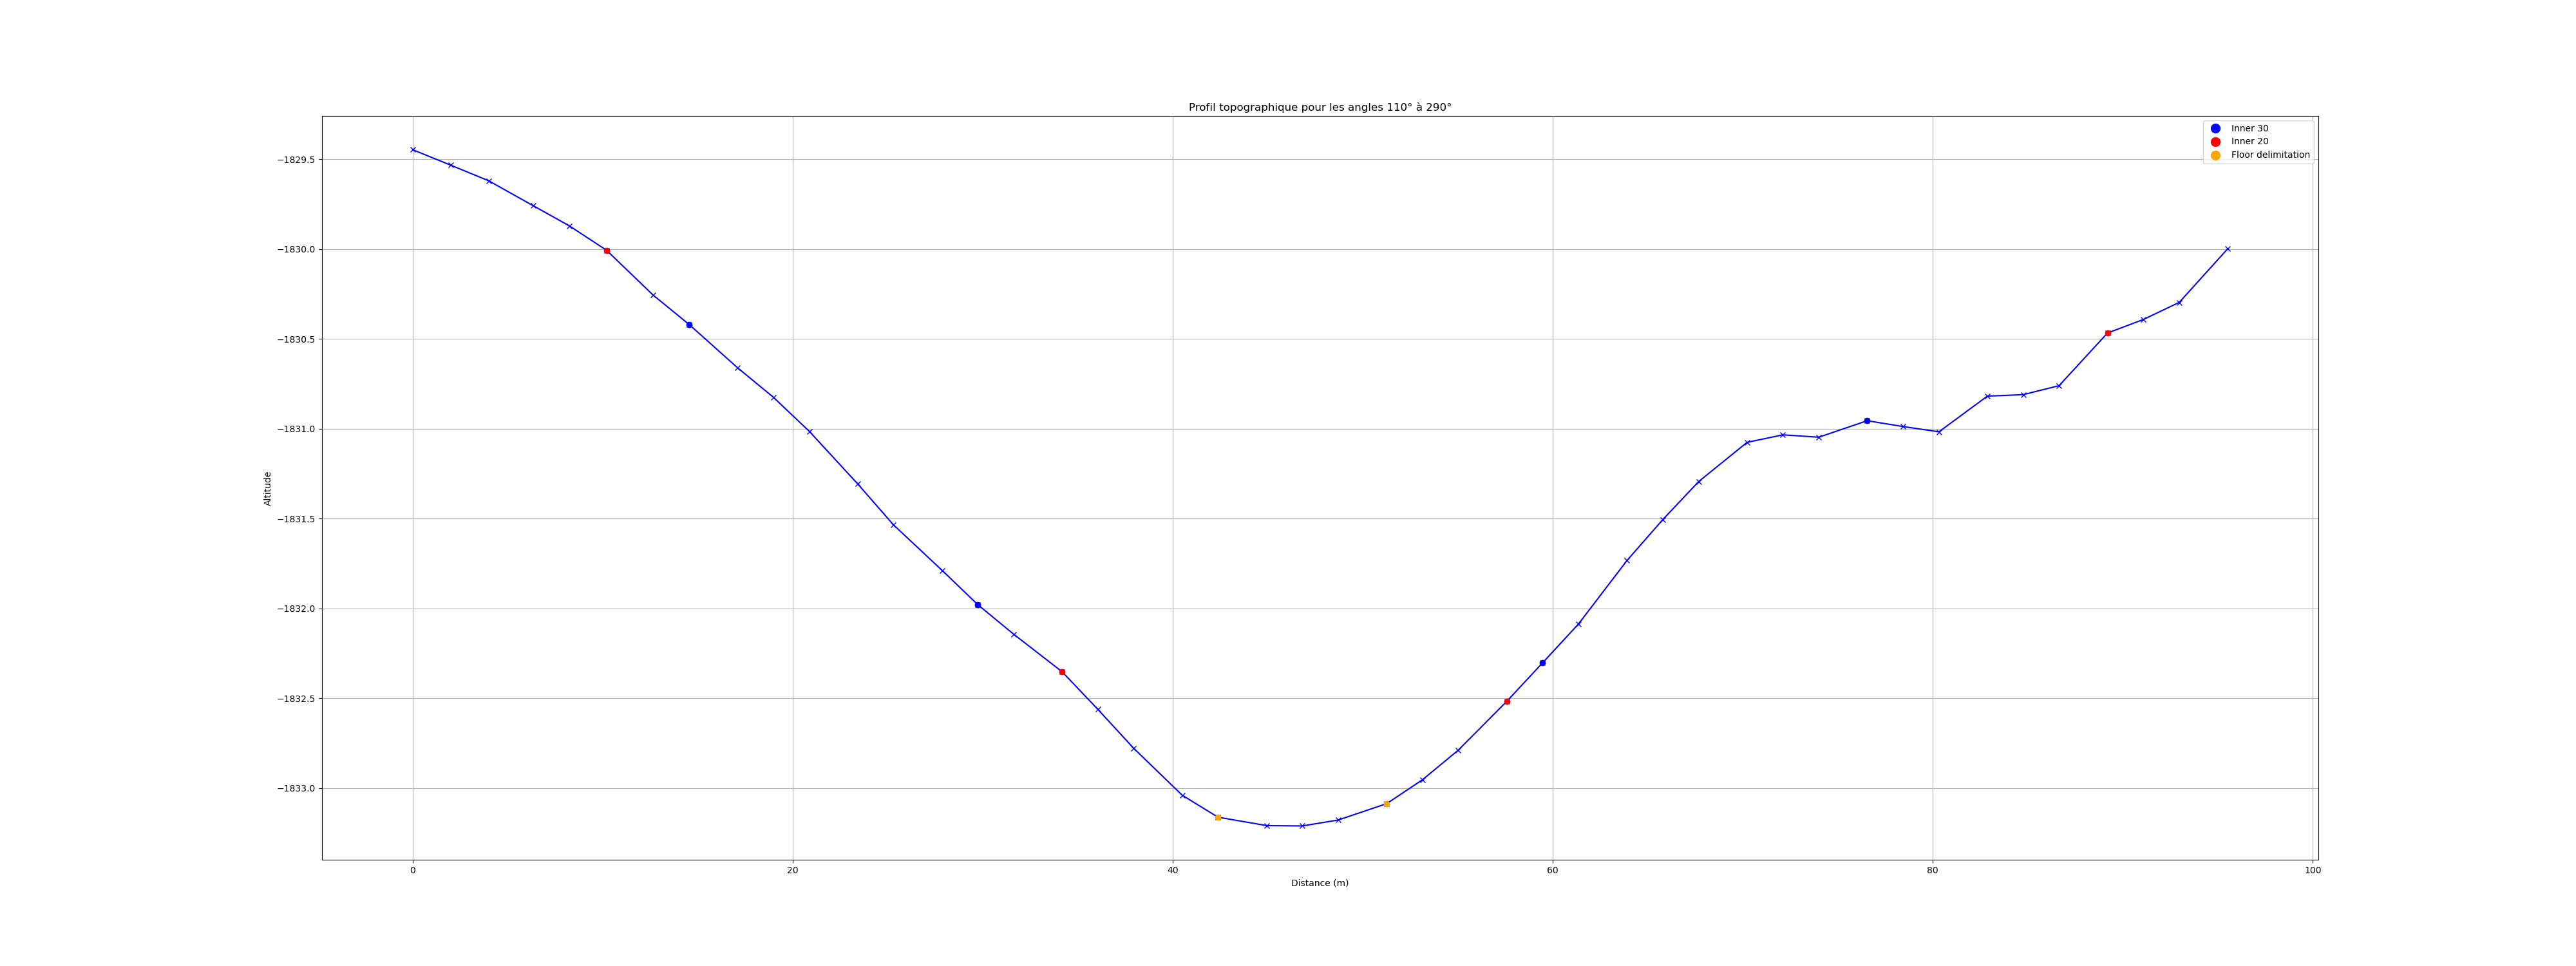 Profil topographique pour les angles 110° à 290°
Inner 30
Inner 20
Floor delimitation
Altitude
−1829.5
−1830.0
−1830.5
−1831.0
−1831.5
−1832.0
−1832.5
−1833.0
0 20 40 60 80 100
Distance (m)